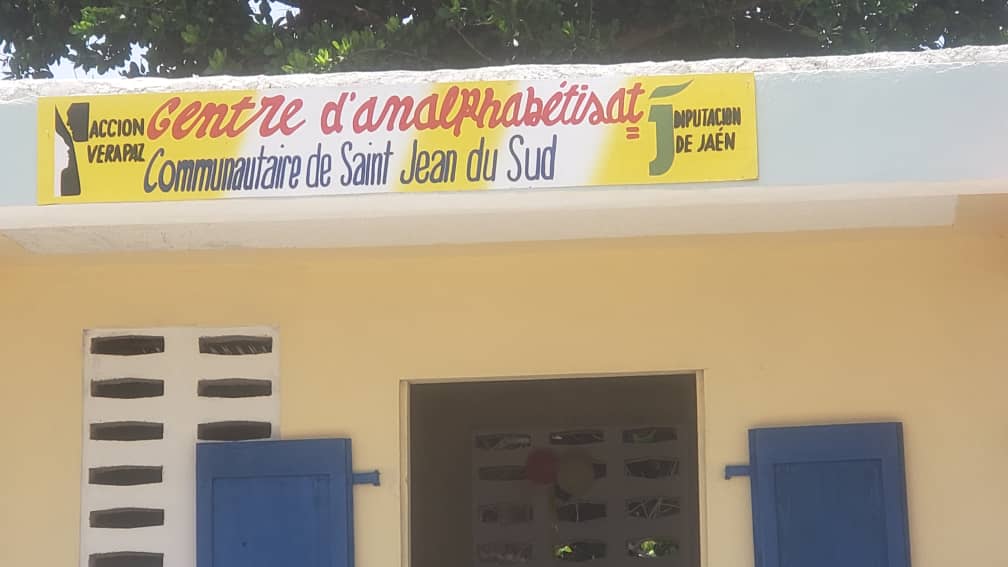 ACCION
VERAPAZ
Centre d'analphabétisat
Communautaire de Saint Jean du Sud
DIPUTACION
DE JAÉN